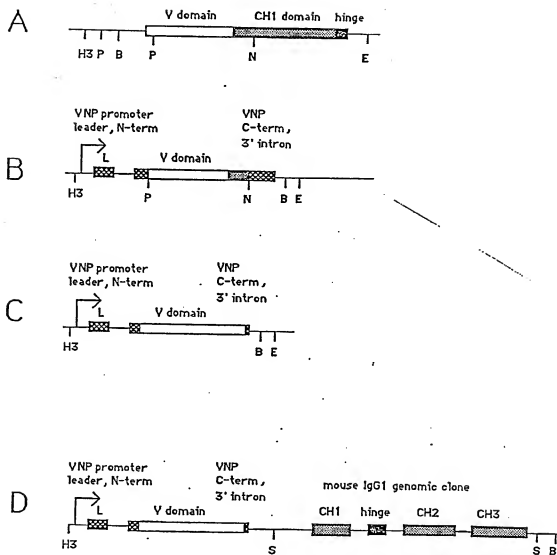 A
V domain
CH1 domain
hinge
H3 P B P N E
B
VNP promoter
leader, N-term
L
V domain
VNP
C-term,
3' intron
H3 P N B E
C
VNP promoter
leader, N-term
L
V domain
VNP
C-term,
3' intron
H3 B E
D
VNP promoter
leader, N-term
L
V domain
VNP
C-term,
3' intron
mouse IgG1 genomic clone
CH1 hinge CH2 CH3
H3 S S B